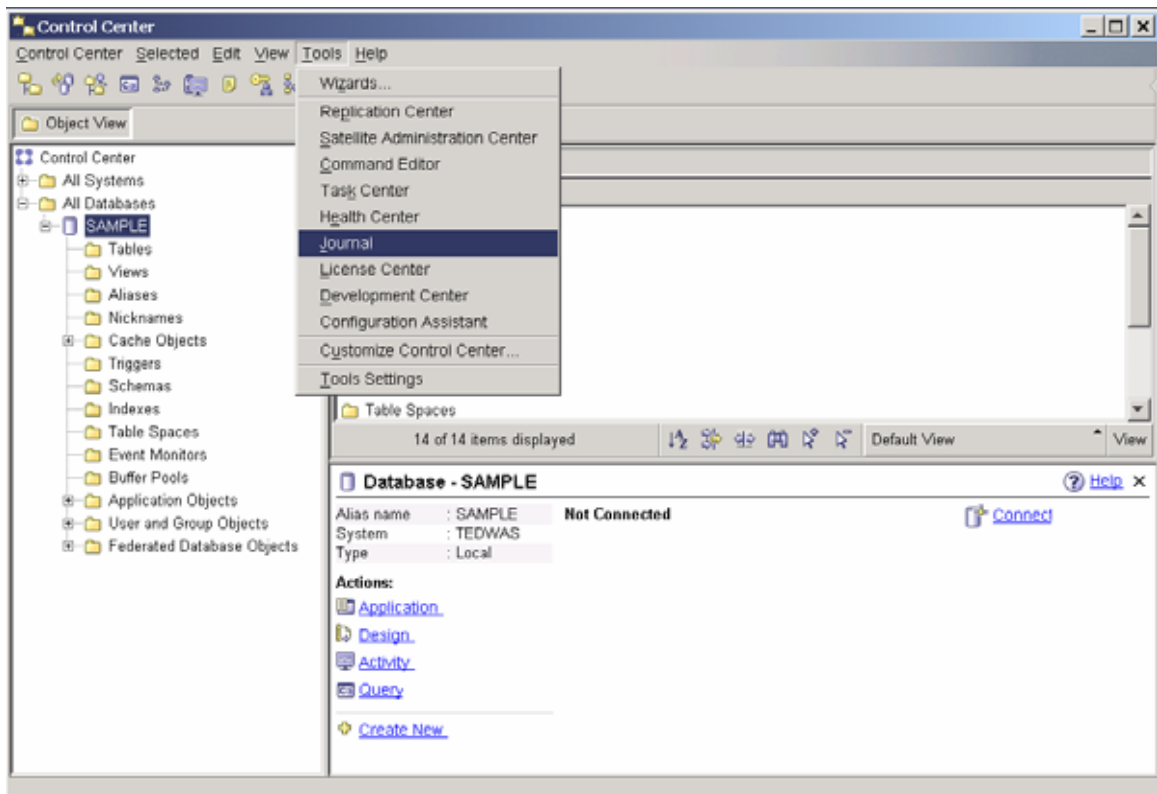 Control Center
Control Center Selected Edit View Tools Help
Wizards...
Replication Center
Satellite Administration Center
Command Editor
Task Center
Health Center
Journal
License Center
Development Center
Configuration Assistant
Customize Control Center...
Tools Settings
Object View
Control Center
All Systems
All Databases
SAMPLE
Tables
Views
Aliases
Nicknames
Cache Objects
Triggers
Schemas
Indexes
Table Spaces
Event Monitors
Buffer Pools
Application Objects
User and Group Objects
Federated Database Objects
Table Spaces
14 of 14 items displayed Default View View
Database - SAMPLE Help
Alias name : SAMPLE Not Connected Connect
System : TEDWAS
Type : Local
Actions:
Application
Design
Activity
Query
Create New